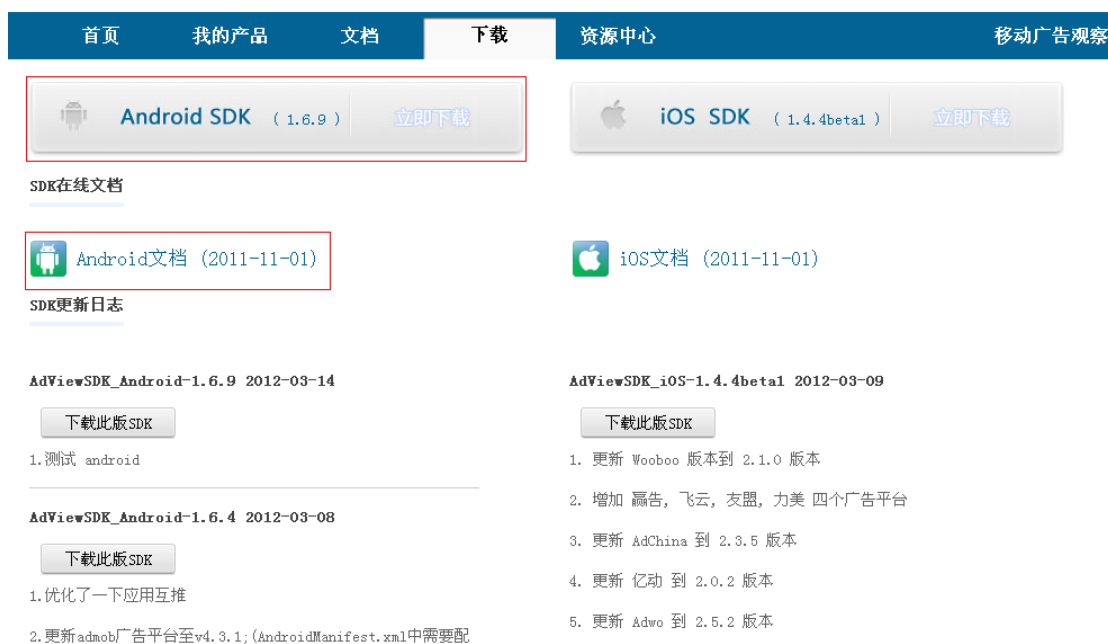 首页 我的产品 文档 下载 资源中心 移动广告观察
Android SDK ( 1.6.9 ) 立即下载
iOS SDK ( 1.4.4beta1 ) 立即下载
SDK在线文档
Android文档 (2011-11-01)
iOS文档 (2011-11-01)
SDK更新日志
AdViewSDK_Android-1.6.9 2012-03-14
下载此版SDK
1.测试 android
AdViewSDK_Android-1.6.4 2012-03-08
下载此版SDK
1.优化了一下应用互推
2.更新admob广告平台至v4.3.1;(AndroidManifest.xml中需要配
AdViewSDK_iOS-1.4.4beta1 2012-03-09
下载此版SDK
1. 更新 Wooboo 版本到 2.1.0 版本
2. 增加 赢告, 飞云, 友盟, 力美 四个广告平台
3. 更新 AdChina 到 2.3.5 版本
4. 更新 亿动 到 2.0.2 版本
5. 更新 Adwo 到 2.5.2 版本